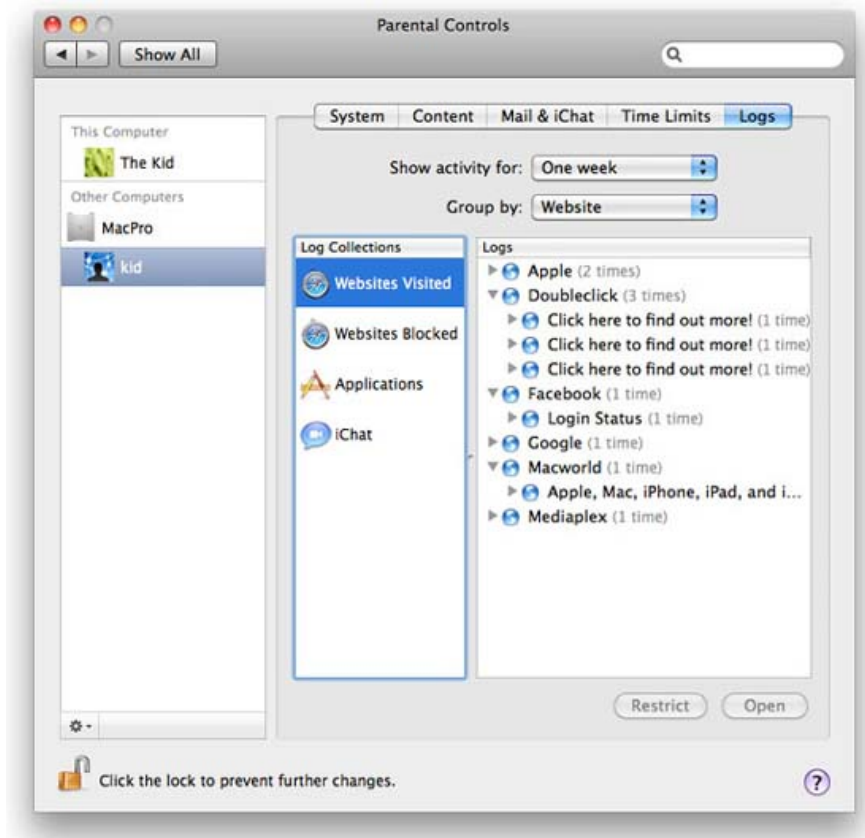 Parental Controls
Show All
System Content Mail & iChat Time Limits Logs
This Computer
The Kid
Other Computers
MacPro
kid
Show activity for: One week
Group by: Website
Log Collections
Websites Visited
Websites Blocked
Applications
iChat
Logs
Apple (2 times)
Doubleclick (3 times)
Click here to find out more! (1 time)
Click here to find out more! (1 time)
Click here to find out more! (1 time)
Facebook (1 time)
Login Status (1 time)
Google (1 time)
Macworld (1 time)
Apple, Mac, iPhone, iPad, and i...
Mediaplex (1 time)
Restrict Open
Click the lock to prevent further changes.
?